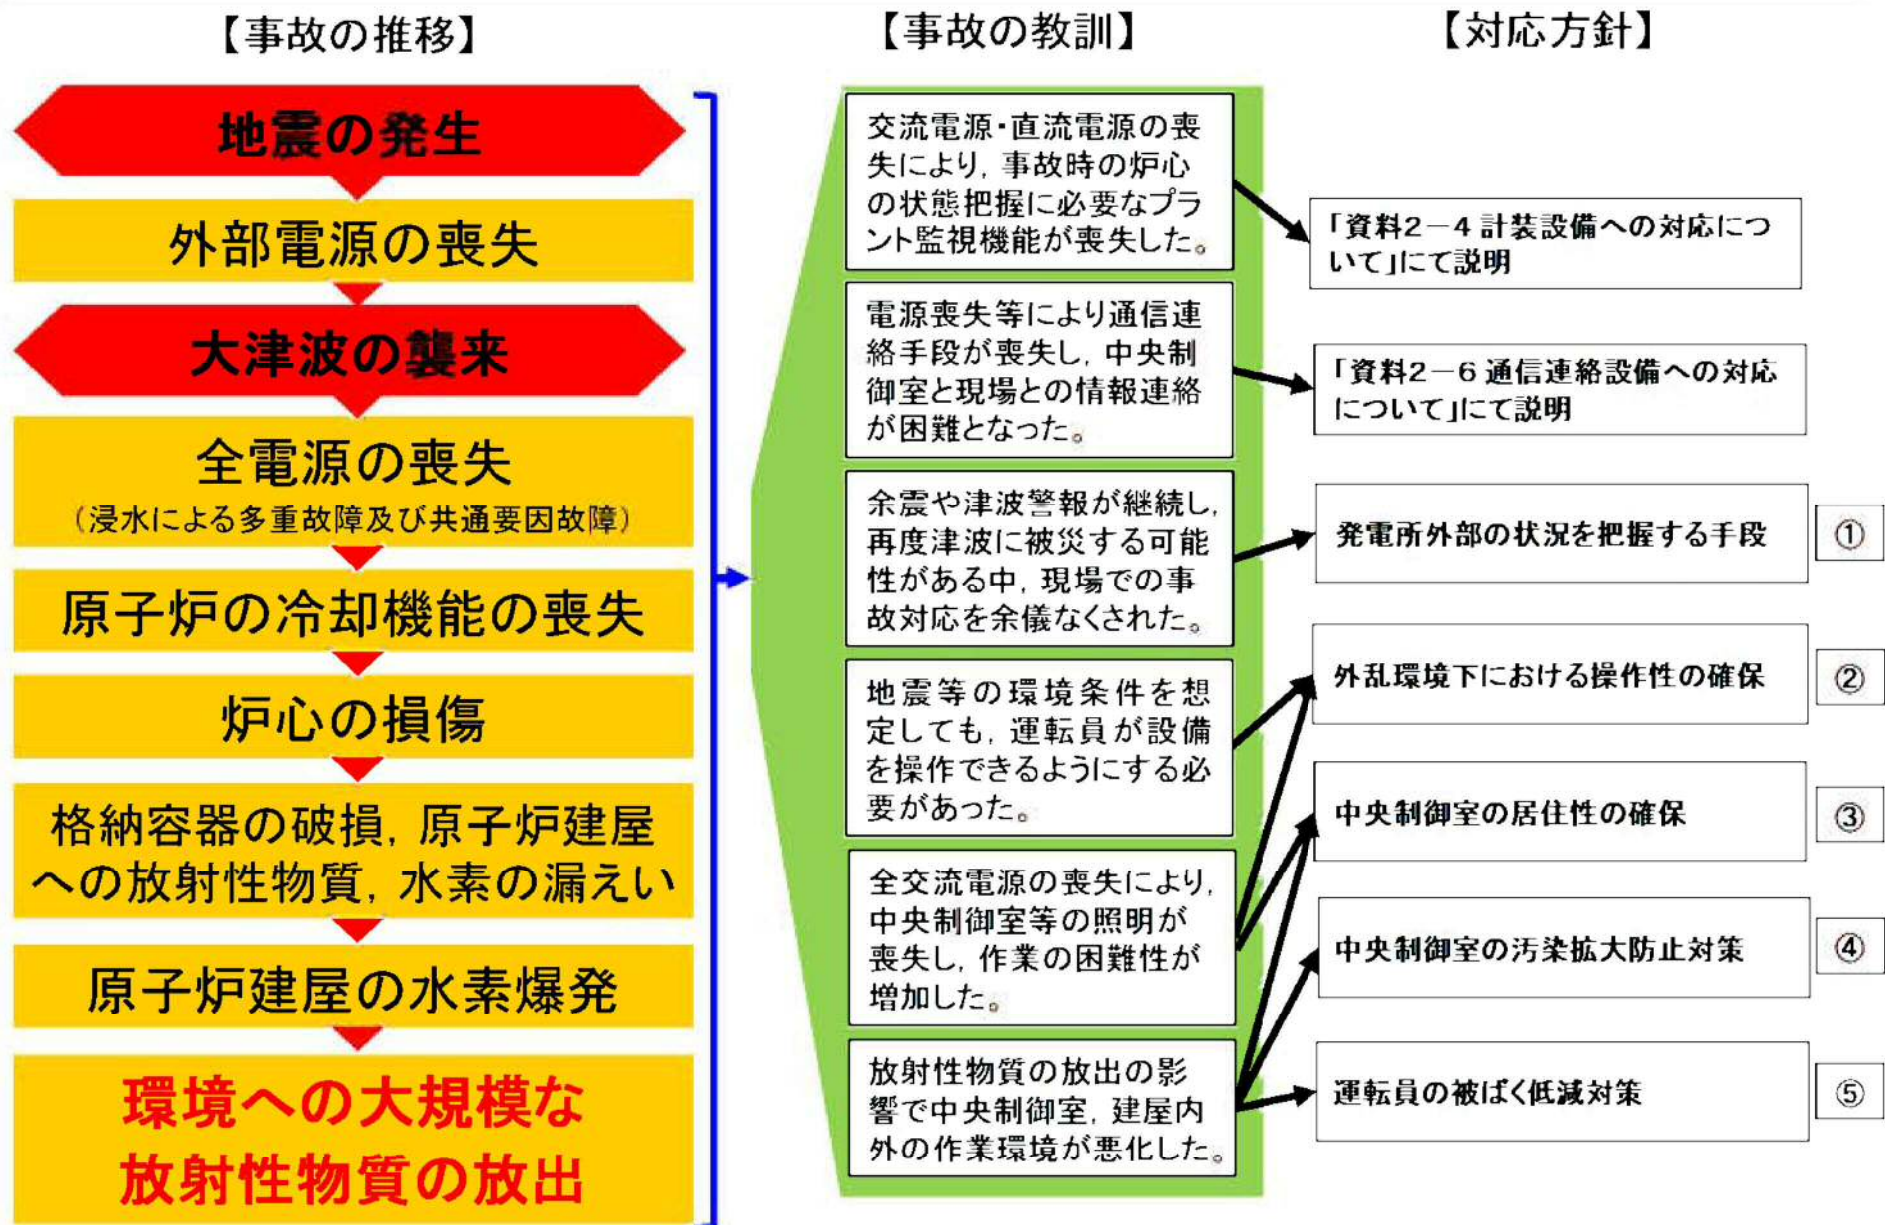 【事故の推移】
地震の発生
外部電源の喪失
大津波の襲来
全電源の喪失
(浸水による多重故障及び共通要因故障)
原子炉の冷却機能の喪失
炉心の損傷
格納容器の破損, 原子炉建屋
への放射性物質, 水素の漏えい
原子炉建屋の水素爆発
環境への大規模な
放射性物質の放出
【事故の教訓】
交流電源・直流電源の喪
失により, 事故時の炉心
の状態把握に必要なプラ
ント監視機能が喪失した。
電源喪失等により通信連
絡手段が喪失し, 中央制
御室と現場との情報連絡
が困難となった。
余震や津波警報が継続し,
再度津波に被災する可能
性がある中, 現場での事
故対応を余儀なくされた。
地震等の環境条件を想
定しても, 運転員が設備
を操作できるようにする必
要があった。
全交流電源の喪失により,
中央制御室等の照明が
喪失し, 作業の困難性が
増加した。
放射性物質の放出の影
響で中央制御室, 建屋内
外の作業環境が悪化した。
【対応方針】
「資料2-4 計装設備への対応につ
いて」にて説明
「資料2-6 通信連絡設備への対応
について」にて説明
発電所外部の状況を把握する手段
①
外乱環境下における操作性の確保
②
中央制御室の居住性の確保
③
中央制御室の汚染拡大防止対策
④
運転員の被ばく低減対策
⑤